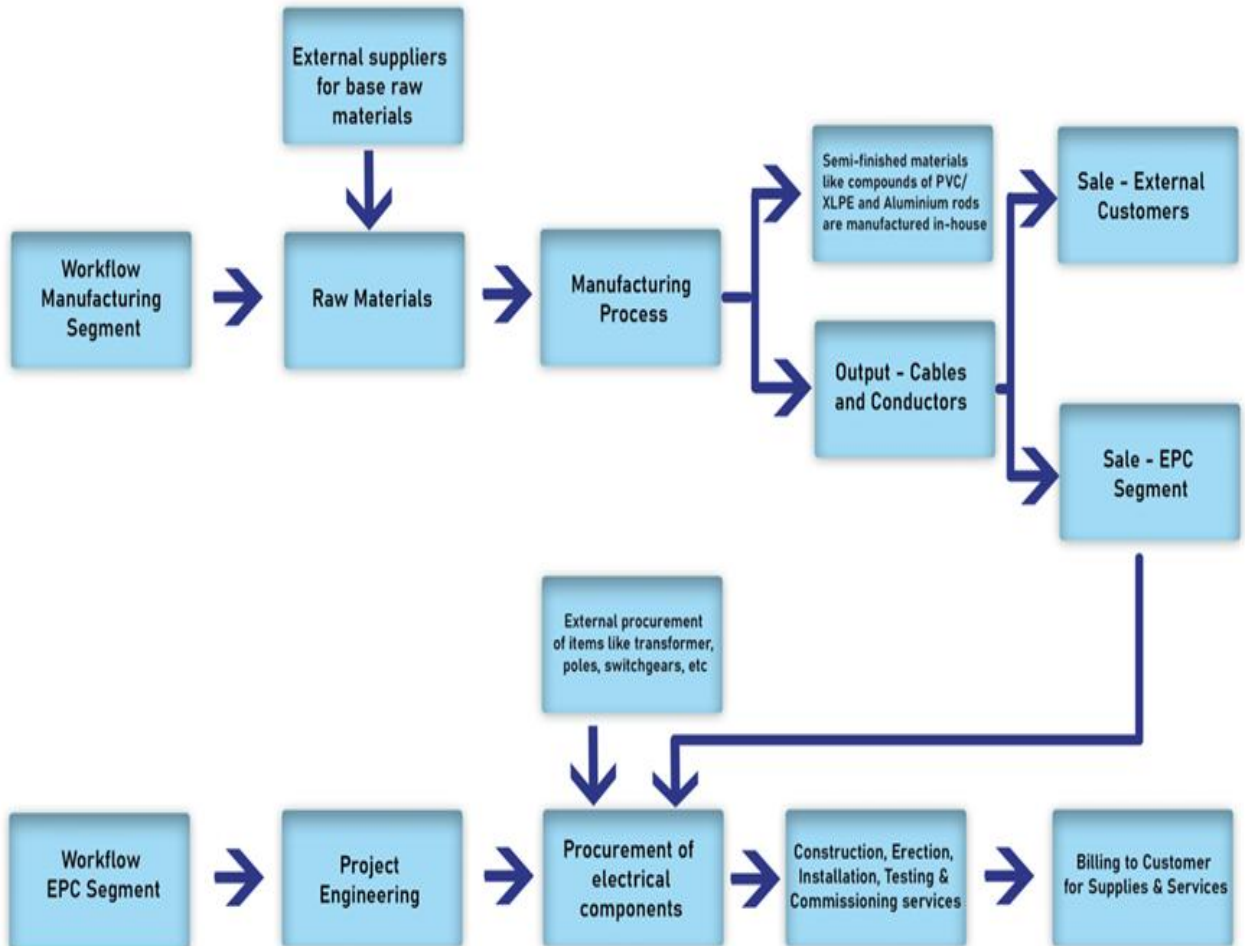 External suppliers
for base raw
materials
Semi-finished materials
like compounds of PVC/
XLPE and Aluminium rods
are manufactured in-house
Sale - External
Customers
Workflow
Manufacturing
Segment
Raw Materials
Manufacturing
Process
Output - Cables
and Conductors
Sale - EPC
Segment
External procurement
of items like transformer,
poles, switchgears, etc
Workflow
EPC Segment
Project
Engineering
Procurement of
electrical
components
Construction, Erection,
Installation, Testing &
Commissioning services
Billing to Customer
for Supplies & Services